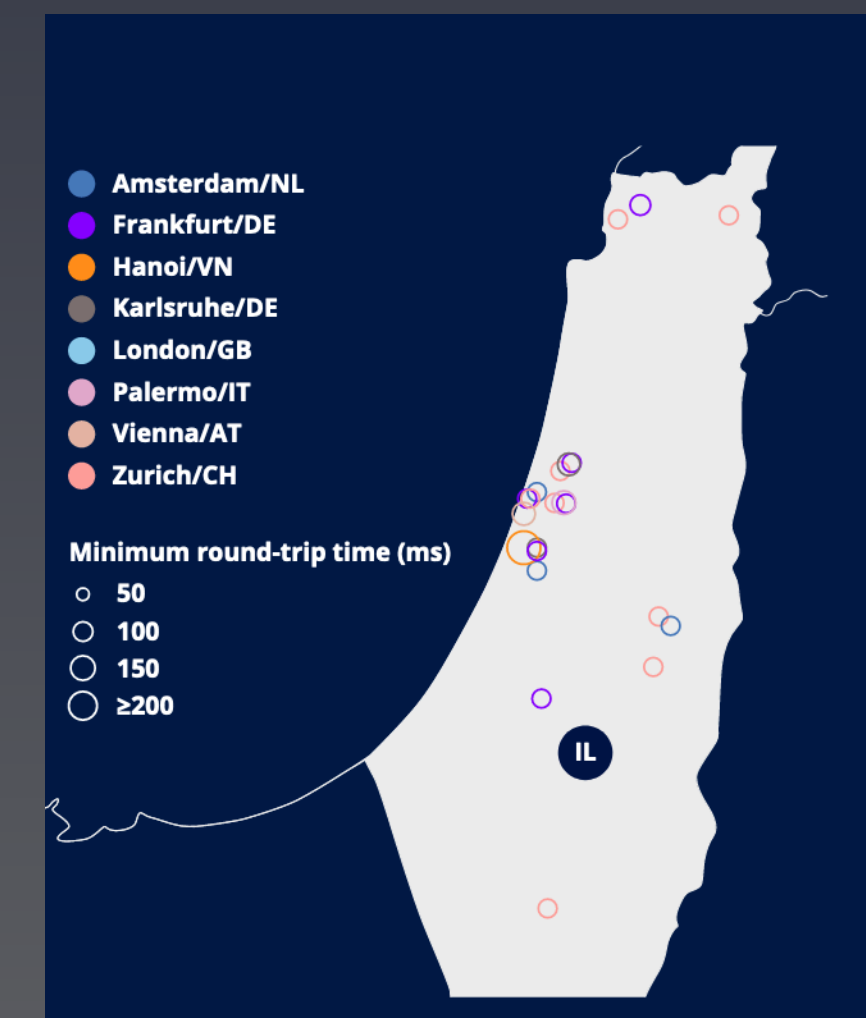 Amsterdam/NL
Frankfurt/DE
Hanoi/VN
Karlsruhe/DE
London/GB
Palermo/IT
Vienna/AT
Zurich/CH
Minimum round-trip time (ms)
50
100
150
≥200
IL